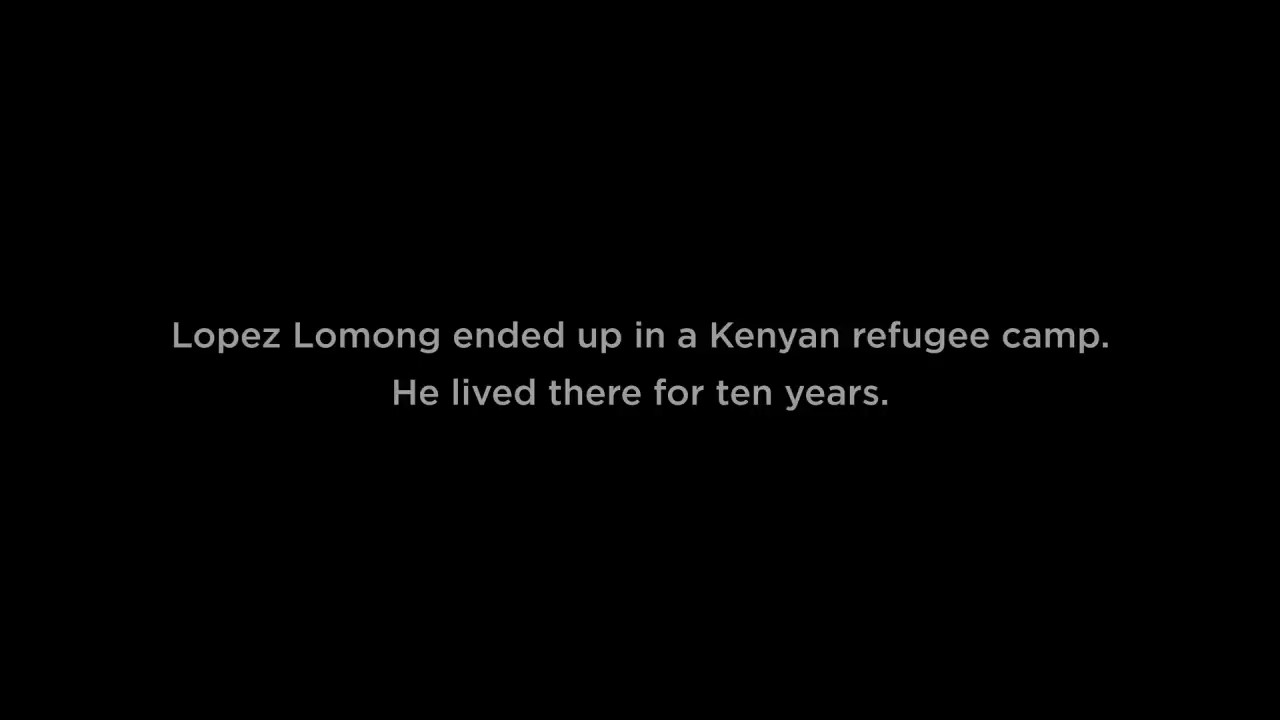 Lopez Lomong ended up in a Kenyan refugee camp.
He lived there for ten years.